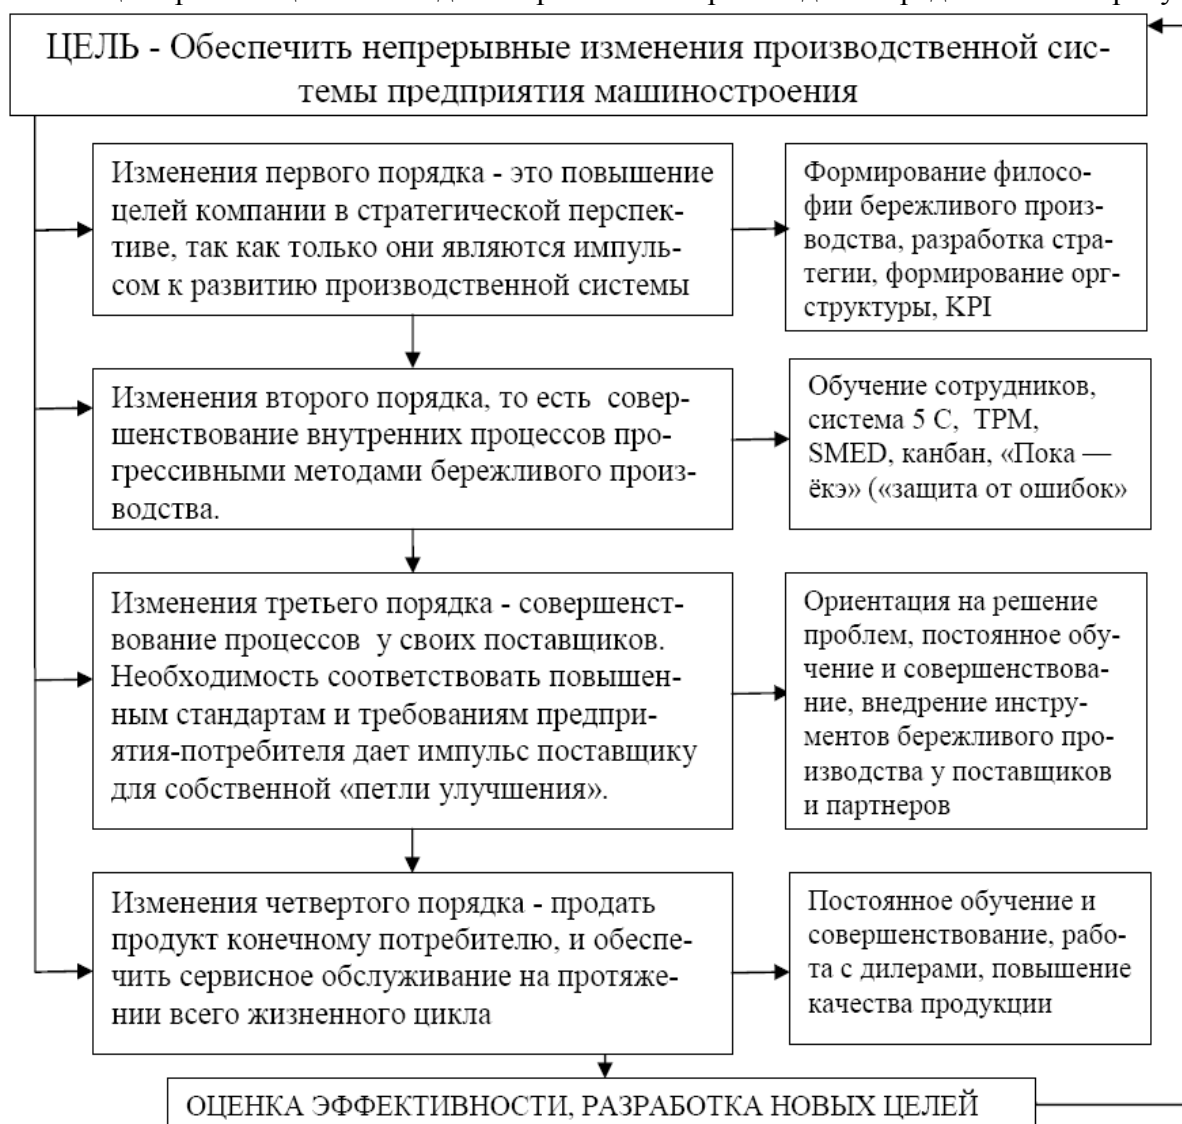 ЦЕЛЬ - Обеспечить непрерывные изменения производственной сис-
темы предприятия машиностроения
Изменения первого порядка - это повышение
целей компании в стратегической перспек-
тиве, так как только они являются импуль-
сом к развитию производственной системы
Формирование филосо-
фии бережливого произ-
водства, разработка стра-
тегии, формирование орг-
структуры, KPI
Изменения второго порядка, то есть совер-
шенствование внутренних процессов про-
грессивными методами бережливого произ-
водства.
Обучение сотрудников,
система 5 С, ТРМ,
SMED, канбан, «Пока —
ёкэ» («защита от ошибок»
Изменения третьего порядка - совершенст-
вование процессов у своих поставщиков.
Необходимость соответствовать повышен-
ным стандартам и требованиям предпри-
ятия-потребителя дает импульс поставщику
для собственной «петли улучшения».
Ориентация на решение
проблем, постоянное обу-
чение и совершенствова-
ние, внедрение инстру-
ментов бережливого про-
изводства у поставщиков
и партнеров
Изменения четвертого порядка - продать
продукт конечному потребителю, и обеспе-
чить сервисное обслуживание на протяже-
нии всего жизненного цикла
Постоянное обучение и
совершенствование, рабо-
та с дилерами, повышение
качества продукции
ОЦЕНКА ЭФФЕКТИВНОСТИ, РАЗРАБОТКА НОВЫХ ЦЕЛЕЙ